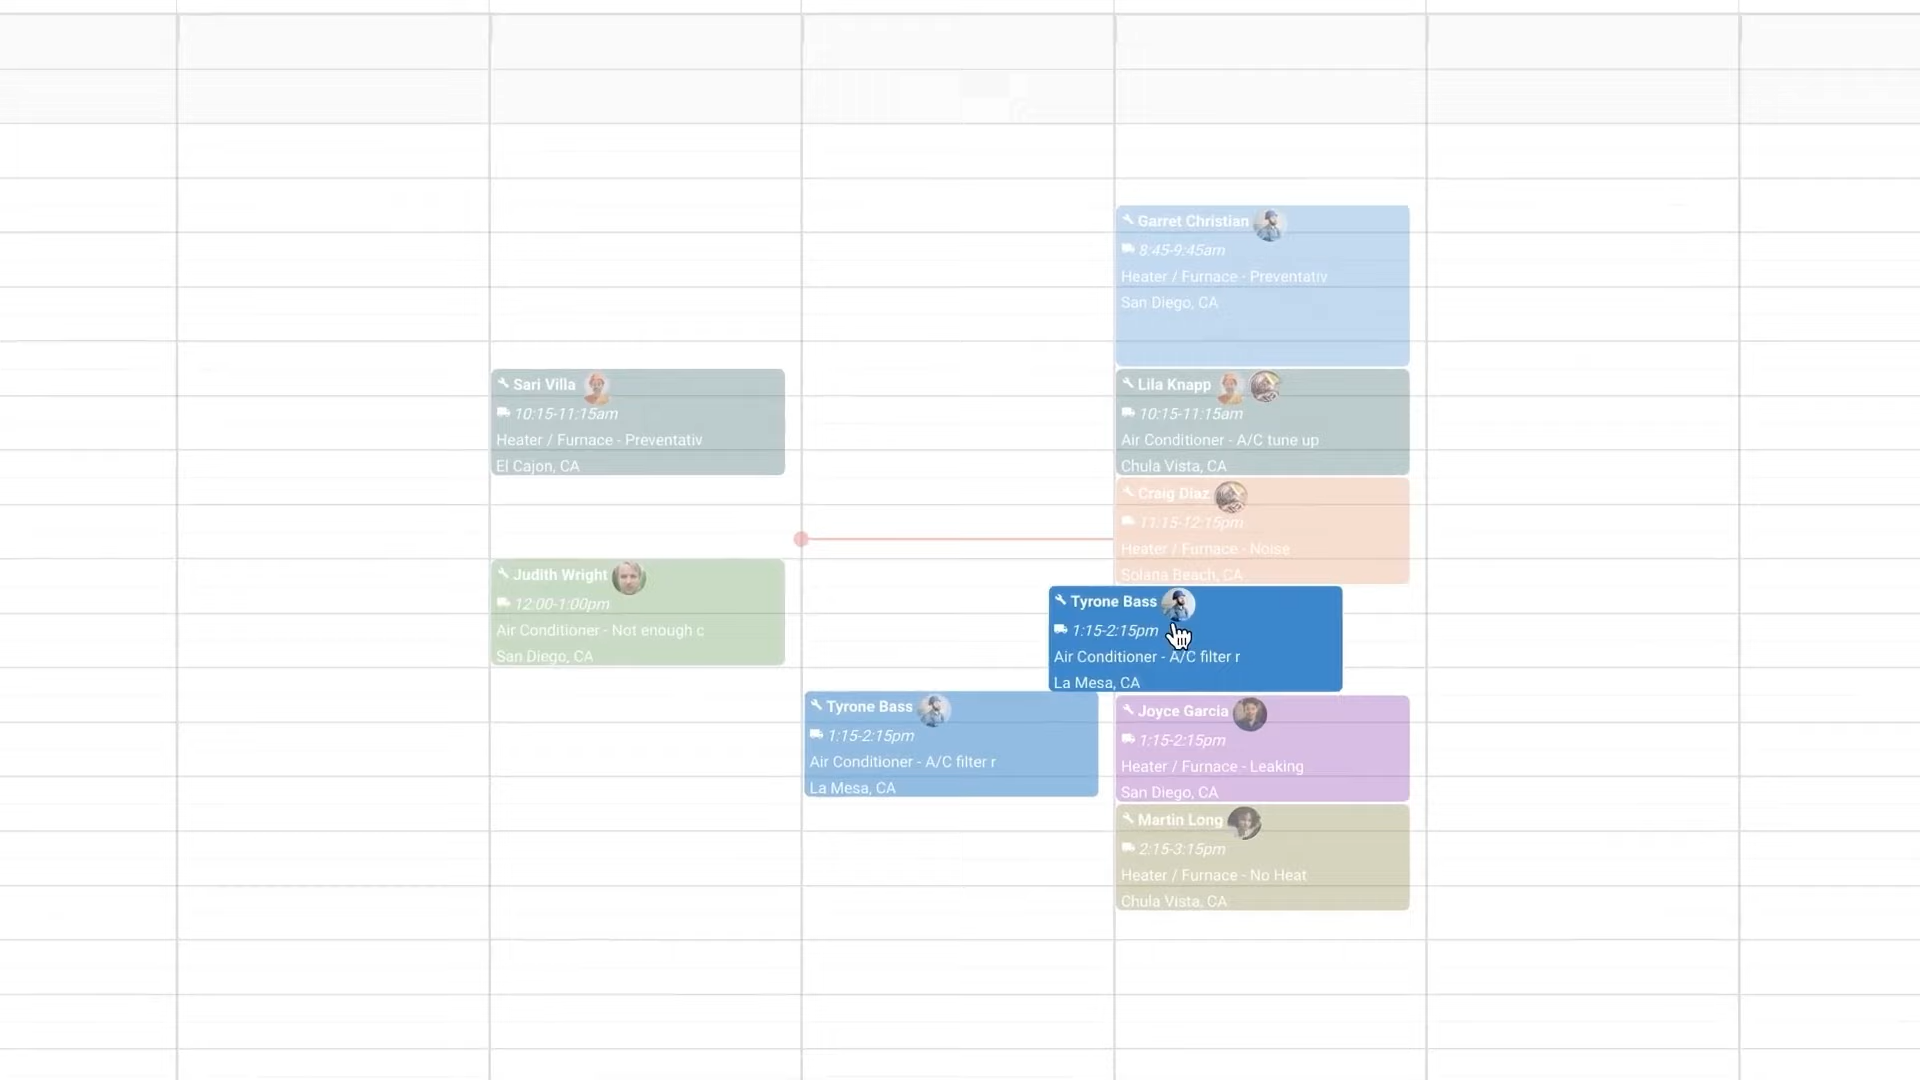 Garret Christian
8:45-9:45am
Heater / Furnace - Preventativ
San Diego, CA
Sari Villa
10:15-11:15am
Heater / Furnace - Preventativ
El Cajon, CA
Lila Knapp
10:15-11:15am
Air Conditioner - A/C tune up
Chula Vista, CA
Craig Diaz
11:15-12:15pm
Heater / Furnace - Noise
Solana Beach, CA
Judith Wright
12:00-1:00pm
Air Conditioner - Not enough c
San Diego, CA
Tyrone Bass
1:15-2:15pm
Air Conditioner - A/C filter r
La Mesa, CA
Tyrone Bass
1:15-2:15pm
Air Conditioner - A/C filter r
La Mesa, CA
Joyce Garcia
1:15-2:15pm
Heater / Furnace - Leaking
San Diego, CA
Martin Long
2:15-3:15pm
Heater / Furnace - No Heat
Chula Vista, CA